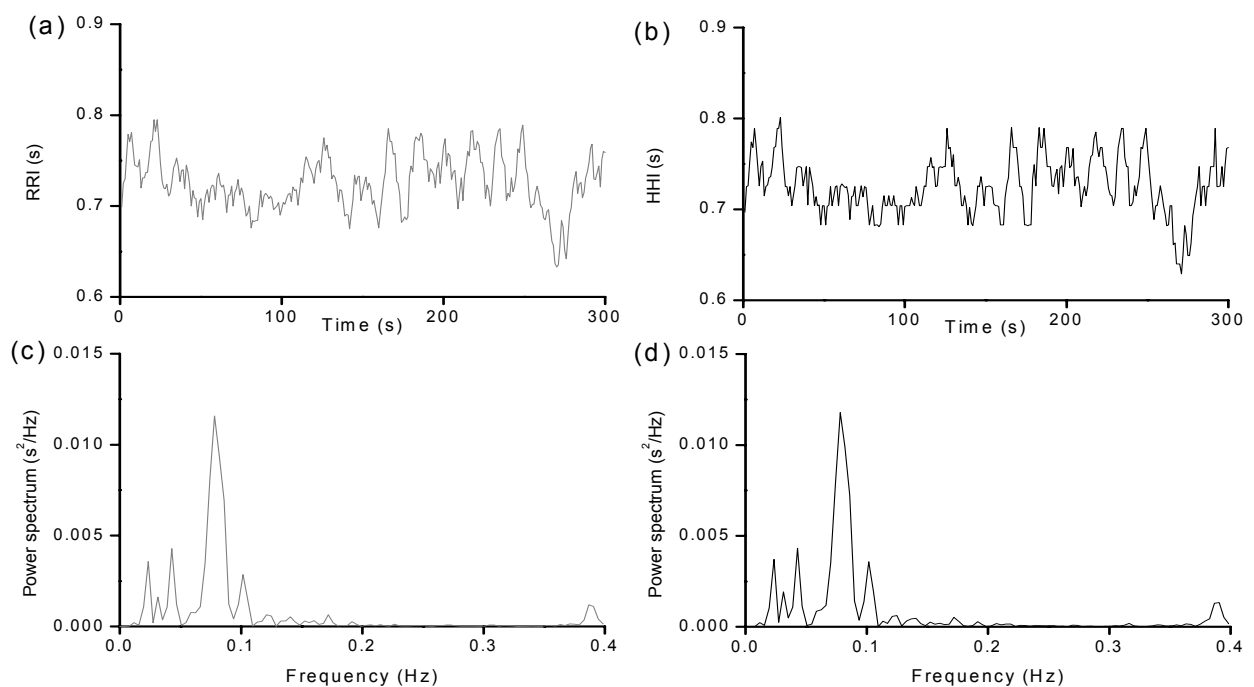 (a)
0.9
0.8
0.7
0.6
RRI (s)
0 100 200 300
Time (s)
(b)
0.9
0.8
0.7
0.6
HHI (s)
0 100 200 300
Time (s)
(c)
0.015
0.010
0.005
0.000
Power spectrum (s²/Hz)
0.0 0.1 0.2 0.3 0.4
Frequency (Hz)
(d)
0.015
0.010
0.005
0.000
Power spectrum (s²/Hz)
0.0 0.1 0.2 0.3 0.4
Frequency (Hz)